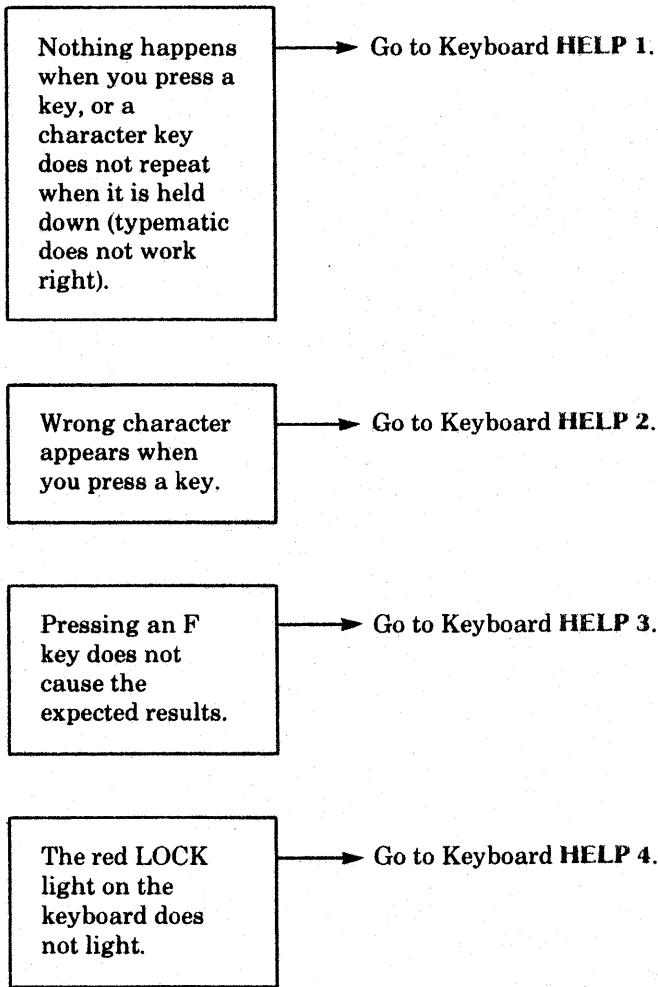 Nothing happens
when you press a
key, or a
character key
does not repeat
when it is held
down (typematic
does not work
right).
Go to Keyboard HELP 1.
Wrong character
appears when
you press a key.
Go to Keyboard HELP 2.
Pressing an F
key does not
cause the
expected results.
Go to Keyboard HELP 3.
The red LOCK
light on the
keyboard does
not light.
Go to Keyboard HELP 4.